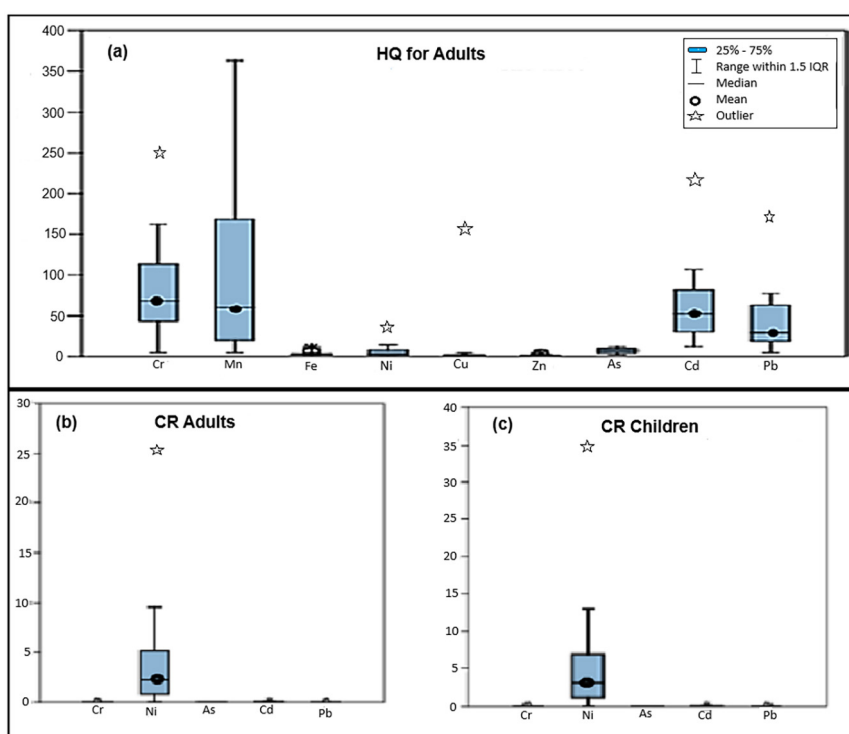 (a)
HQ for Adults
25% - 75%
Range within 1.5 IQR
Median
Mean
Outlier
400
350
300
250
200
150
100
50
0
Cr Mn Fe Ni Cu Zn As Cd Pb
(b)
CR Adults
30
25
20
15
10
5
0
Cr Ni As Cd Pb
(c)
CR Children
40
35
30
25
20
15
10
5
0
Cr Ni As Cd Pb